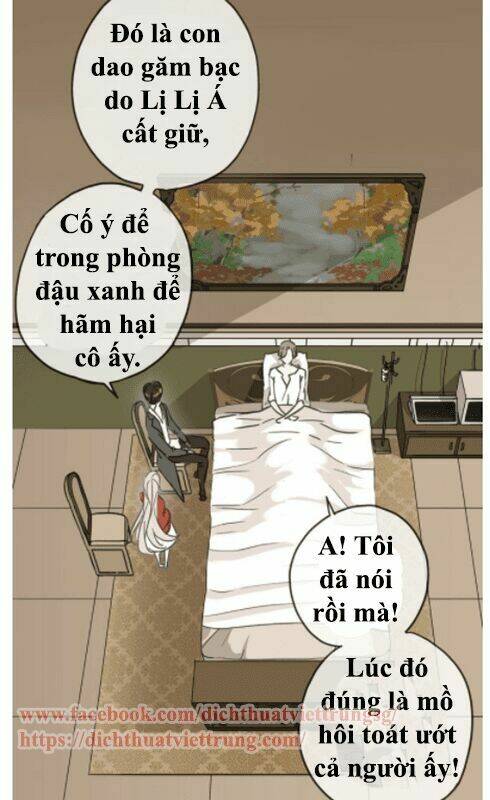 Đó là con
dao găm bạc
do Lị Lị Á
cất giữ,
Cố ý để
trong phòng
đậu xanh để
hãm hại
cô ấy.
A! Tôi
đã nói
rồi mà!
Lúc đó
đúng là mồ
hôi toát ướt
cả người ấy!
www.facebook.com/dichthuatviettrungsg/
https://dichthuatviettrung.com/